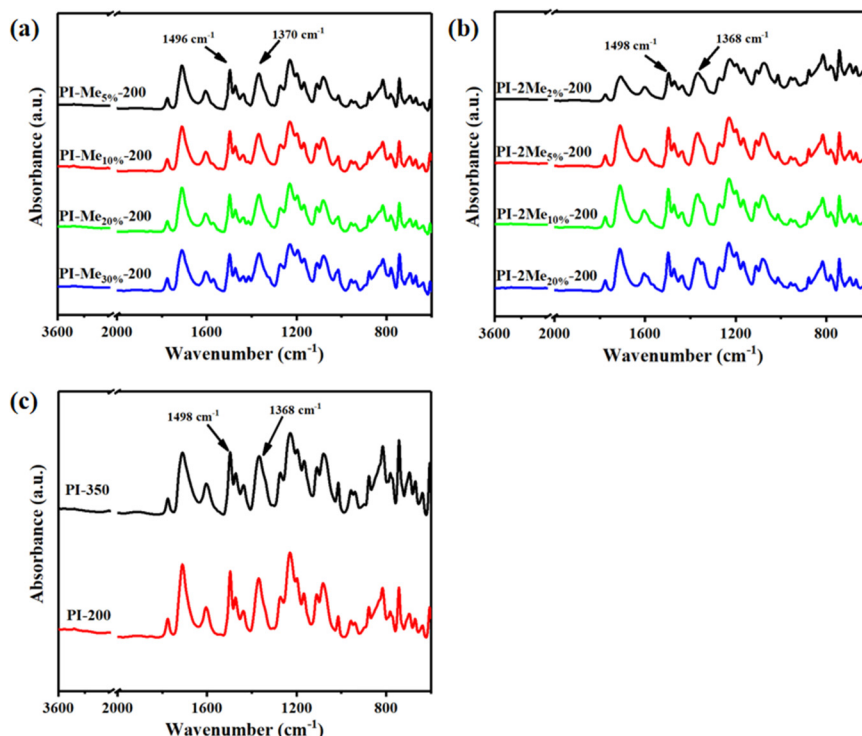 (a)
1496 cm⁻¹
1370 cm⁻¹
PI-Me₅%-200
PI-Me₁₀%-200
PI-Me₂₀%-200
PI-Me₃₀%-200
Absorbance (a.u.)
3600 2000 1600 1200 800
Wavenumber (cm⁻¹)
(b)
1498 cm⁻¹
1368 cm⁻¹
PI-2Me₂%-200
PI-2Me₅%-200
PI-2Me₁₀%-200
PI-2Me₂₀%-200
Absorbance (a.u.)
3600 2000 1600 1200 800
Wavenumber (cm⁻¹)
(c)
1498 cm⁻¹
1368 cm⁻¹
PI-350
PI-200
Absorbance (a.u.)
3600 2000 1600 1200 800
Wavenumber (cm⁻¹)